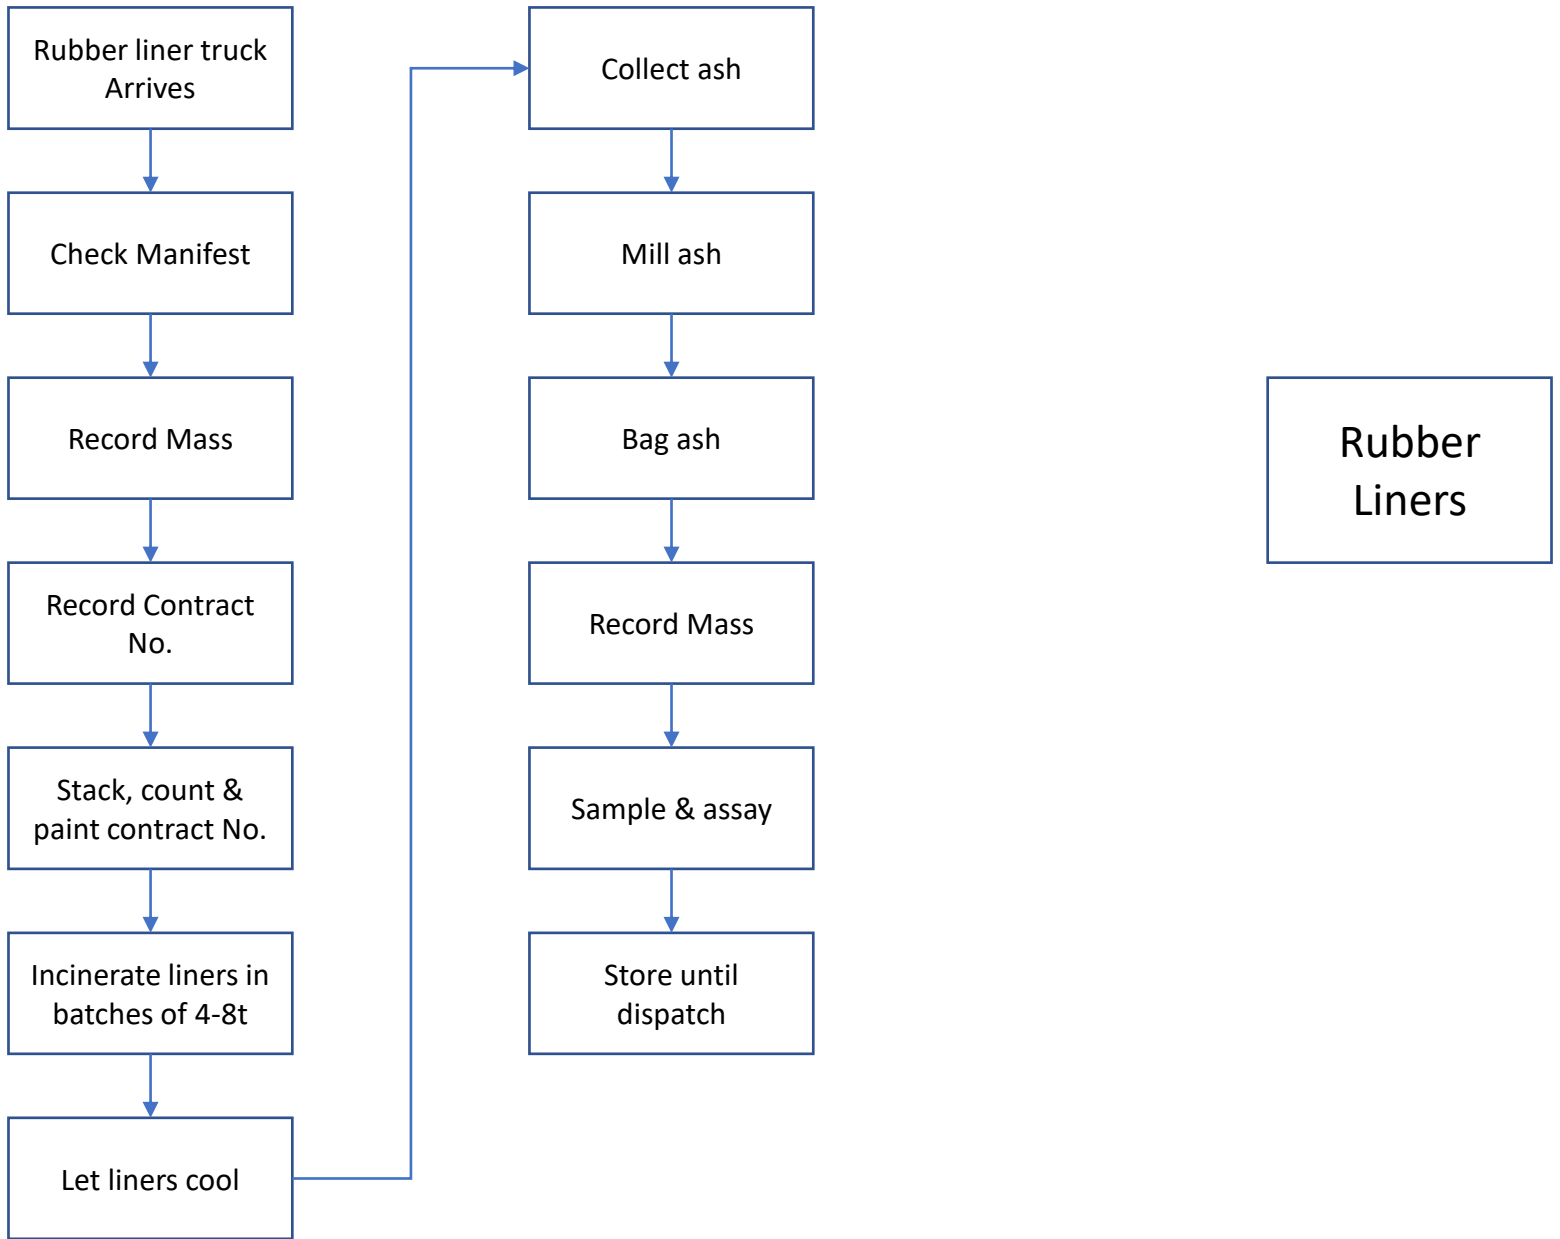 Rubber liner truck
Arrives
Check Manifest
Record Mass
Record Contract
No.
Stack, count &
paint contract No.
Incinerate liners in
batches of 4-8t
Let liners cool
Collect ash
Mill ash
Bag ash
Record Mass
Sample & assay
Store until
dispatch
Rubber
Liners